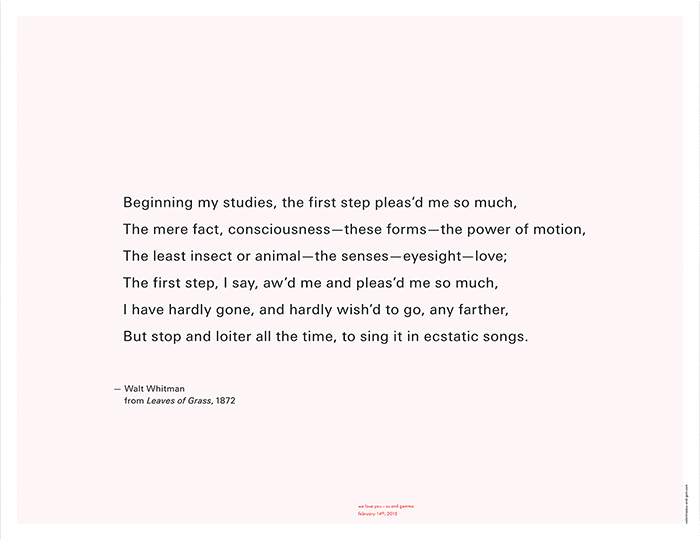 Beginning my studies, the first step pleas’d me so much,
The mere fact, consciousness—these forms—the power of motion,
The least insect or animal—the senses—eyesight—love;
The first step, I say, aw’d me and pleas’d me so much,
I have hardly gone, and hardly wish’d to go, any farther,
But stop and loiter all the time, to sing it in ecstatic songs.
— Walt Whitman
from Leaves of Grass, 1872
we love you – and gemma
february 14th, 2013